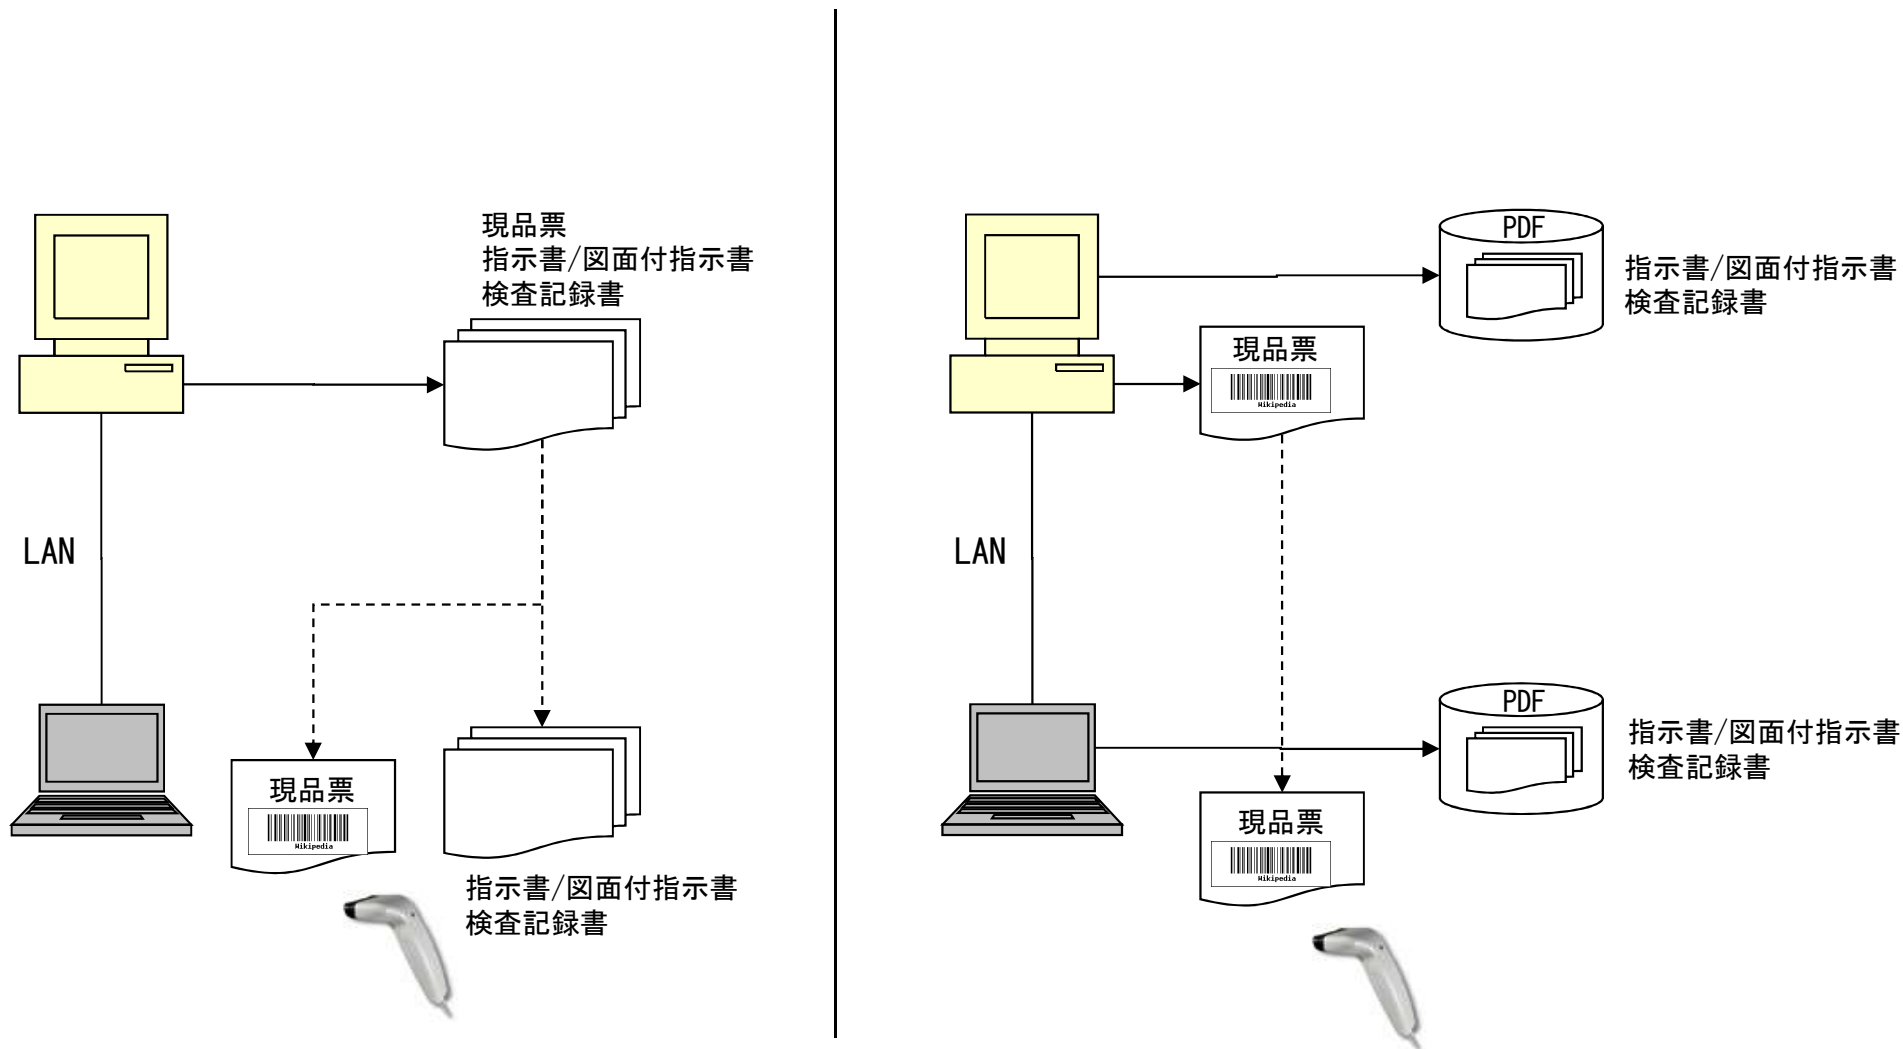 現品票
指示書/図面付指示書
検査記録書
LAN
現品票
Wikipedia
指示書/図面付指示書
検査記録書
PDF
指示書/図面付指示書
検査記録書
現品票
Wikipedia
LAN
PDF
指示書/図面付指示書
検査記録書
現品票
Wikipedia